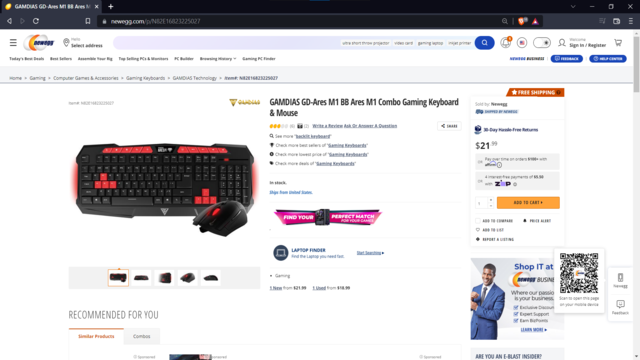 GAMDIAS GD-Ares M1 BB Ares M
newegg.com/p/N82E16823225027
newegg
Hello
Select address
ultra short throw projector
video card
gaming laptop
inkjet printer
Welcome
Sign In / Register
Today's Best Deals
Best Sellers
Assemble Your Rig
Top Selling PCs & Monitors
PC Builder
Browsing History
Gaming PC Finder
NEWEGG BUSINESS
FEEDBACK
HELP CENTER
Home > Gaming > Computer Games & Accessories > Gaming Keyboards > GAMDIAS Technology > Item#: N82E16823225027
Item#: N82E16823225027
GAMDIAS
GAMDIAS GD-Ares M1 BB Ares M1 Combo Gaming Keyboard & Mouse
Write a Review
Ask Or Answer A Question
SHARE
See more "backlit keyboard"
Check more best sellers of "Gaming Keyboards"
Check more lowest price of "Gaming Keyboards"
Check more deals of "Gaming Keyboards"
In stock.
Ships from United States.
FIND YOUR PERFECT MATCH
FOR YOUR GAMES
LAPTOP FINDER
Find the Laptop you need fast.
Start Searching
Gaming
1 New from $21.99
1 Used from $18.99
RECOMMENDED FOR YOU
Similar Products
Combos
Sponsored
Sponsored
Sponsored
FREE SHIPPING
Sold by: Newegg
SHIPPED BY NEWEGG
30-Day Hassle-Free Returns
$21.99
OR
Pay over time on orders $100+ with
affirm
OR
4 interest-free payments of $5.50 with
ZIP
1
ADD TO CART
ADD TO COMPARE
PRICE ALERT
ADD TO LIST
REPORT A LISTING
Shop IT at
newegg BUSINESS
Where our passion
is your business.
Exclusive Discounts
Expert Support
Earn BizPoints
LEARN MORE
Scan to open this page on your mobile device
Newegg
Feedback
ARE YOU AN E-BLAST INSIDER?